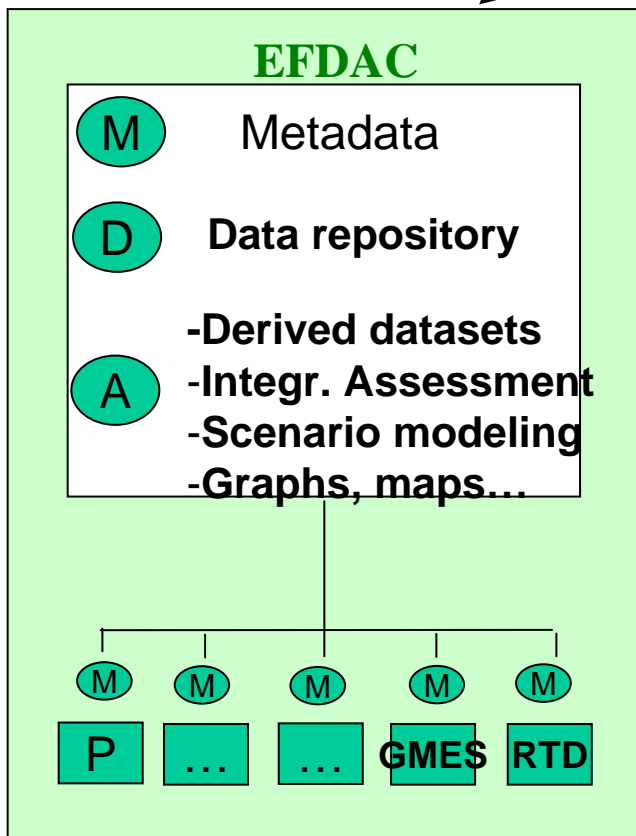 EFDAC
M Metadata
D Data repository
-Derived datasets
A -Integr. Assessment
-Scenario modeling
-Graphs, maps...
M M M M M
P ... ... GMES RTD